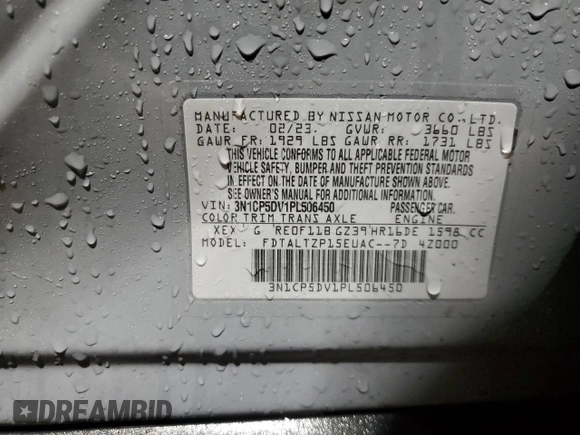 MANUFACTURED BY NISSAN MOTOR CO.,LTD.
DATE: 02/23. GVWR: 3660 LBS
GAWR FR: 1929 LBS GAWR RR: 1731 LBS
THIS VEHICLE CONFORMS TO ALL APPLICABLE FEDERAL MOTOR
VEHICLE SAFETY, BUMPER AND THEFT PREVENTION STANDARDS
IN EFFECT ON THE DATE OF MANUFACTURE SHOWN ABOVE.
SEE OWNER'S MANUAL FOR ADDITIONAL INFORMATION.
VIN: 3N1CP5DV1PL506450 PASSENGER CAR.
COLOR TRIM TRANS AXLE ENGINE
XEX G RE0F11B GZ39 HR16DE 1598 CC
MODEL: FDTALTZP15EUAC--7D 4Z000
3N1CP5DV1PL506450
DREAMBID